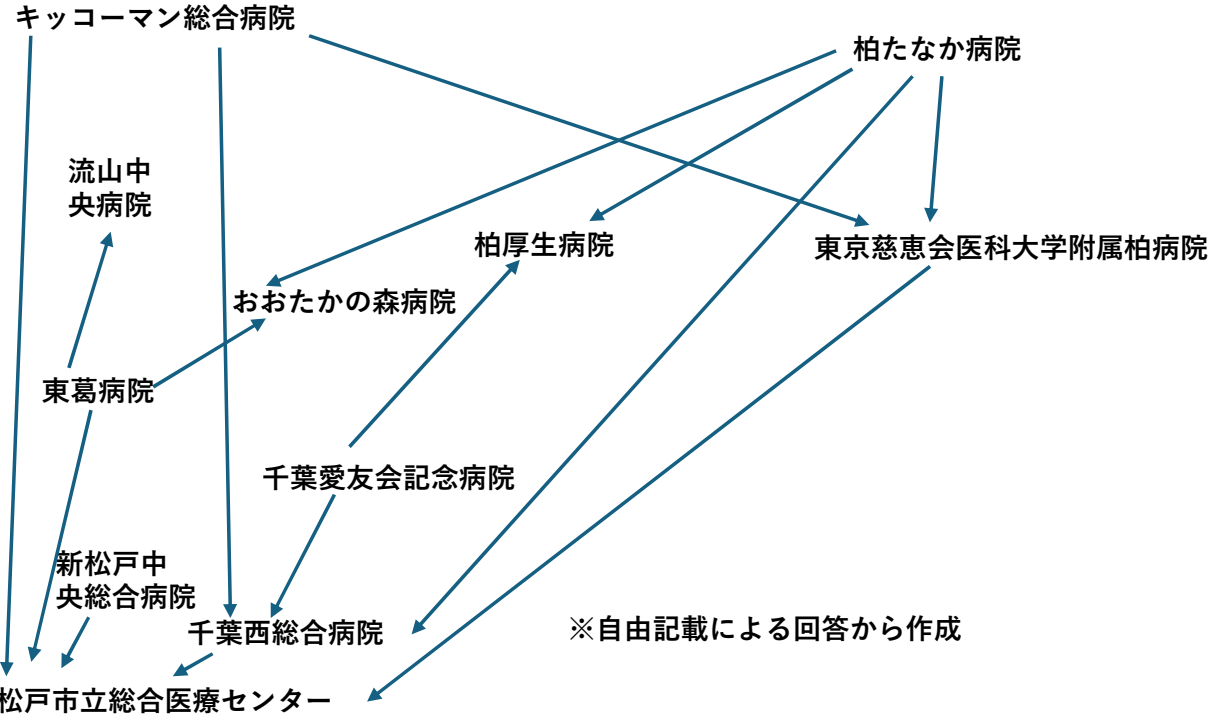 キッコーマン総合病院
柏たなか病院
流山中
央病院
柏厚生病院
東京慈恵会医科大学附属柏病院
おおたかの森病院
東葛病院
千葉愛友会記念病院
新松戸中
央総合病院
千葉西総合病院
※自由記載による回答から作成
松戸市立総合医療センター